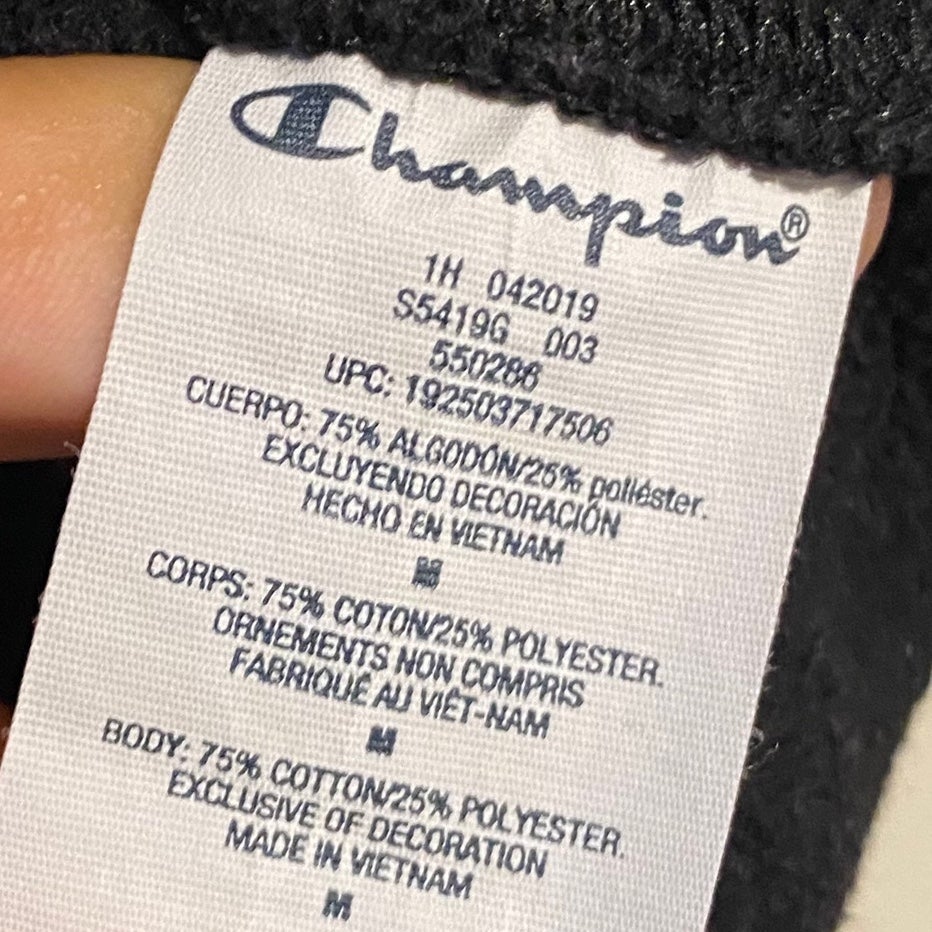 Champion®
1H 042019
S5419G 003
550286
UPC: 192503717506
CUERPO: 75% ALGODÓN/25% poliéster.
EXCLUYENDO DECORACIÓN
HECHO EN VIETNAM
M
CORPS: 75% COTON/25% POLYESTER.
ORNEMENTS NON COMPRIS
FABRIQUÉ AU VIÊT-NAM
M
BODY: 75% COTTON/25% POLYESTER.
EXCLUSIVE OF DECORATION
MADE IN VIETNAM
M